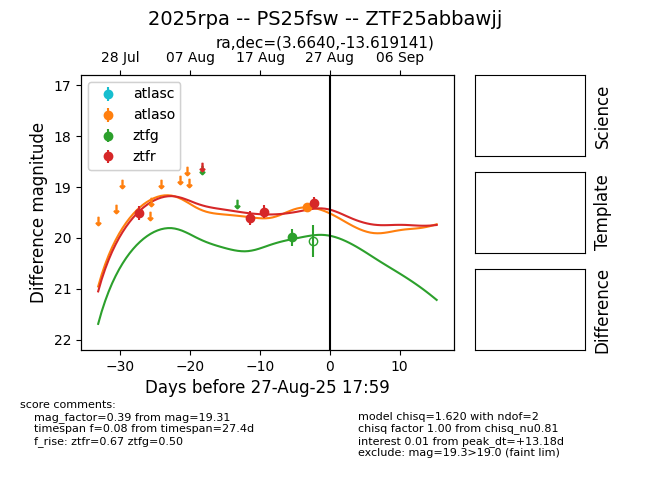 2025rpa -- PS25fsw -- ZTF25abbawjj
ra,dec=(3.6640,-13.619141)
28 Jul 07 Aug 17 Aug 27 Aug 06 Sep
atlasc
atlaso
ztfg
ztfr
17
18
19
20
21
22
Difference magnitude
−30 −20 −10 0 10
Days before 27-Aug-25 17:59
Science
Template
Difference
score comments:
mag_factor=0.39 from mag=19.31
timespan f=0.08 from timespan=27.4d
f_rise: ztfr=0.67 ztfg=0.50
model chisq=1.620 with ndof=2
chisq factor 1.00 from chisq_nu0.81
interest 0.01 from peak_dt=+13.18d
exclude: mag=19.3>19.0 (faint lim)